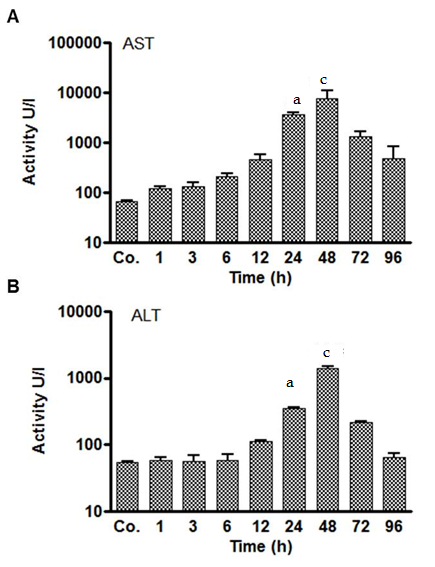 A
AST
100000
10000
1000
100
10
Activity U/l
a
c
Co. 1 3 6 12 24 48 72 96
Time (h)
B
ALT
10000
1000
100
10
Activity U/l
a
c
Co. 1 3 6 12 24 48 72 96
Time (h)